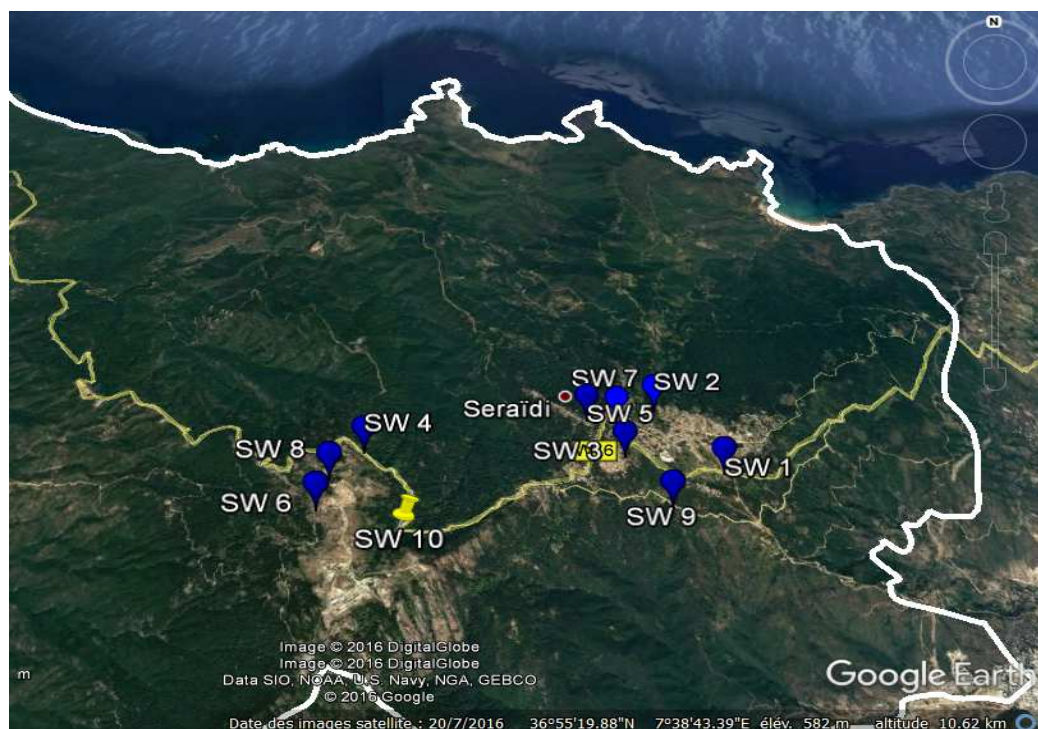 N
SW 7
SW 2
Seraïdi
SW 5
SW 4
SW 3
6
SW 8
SW 1
SW 6
SW 9
SW 10
Image © 2016 DigitalGlobe
Image © 2016 DigitalGlobe
Data SIO, NOAA, U.S. Navy, NGA, GEBCO
© 2016 Google
m
Google Earth
Date des images satellite : 20/7/2016 36°55'19.88"N 7°38'43.39"E élév. 582 m altitude 10.62 km